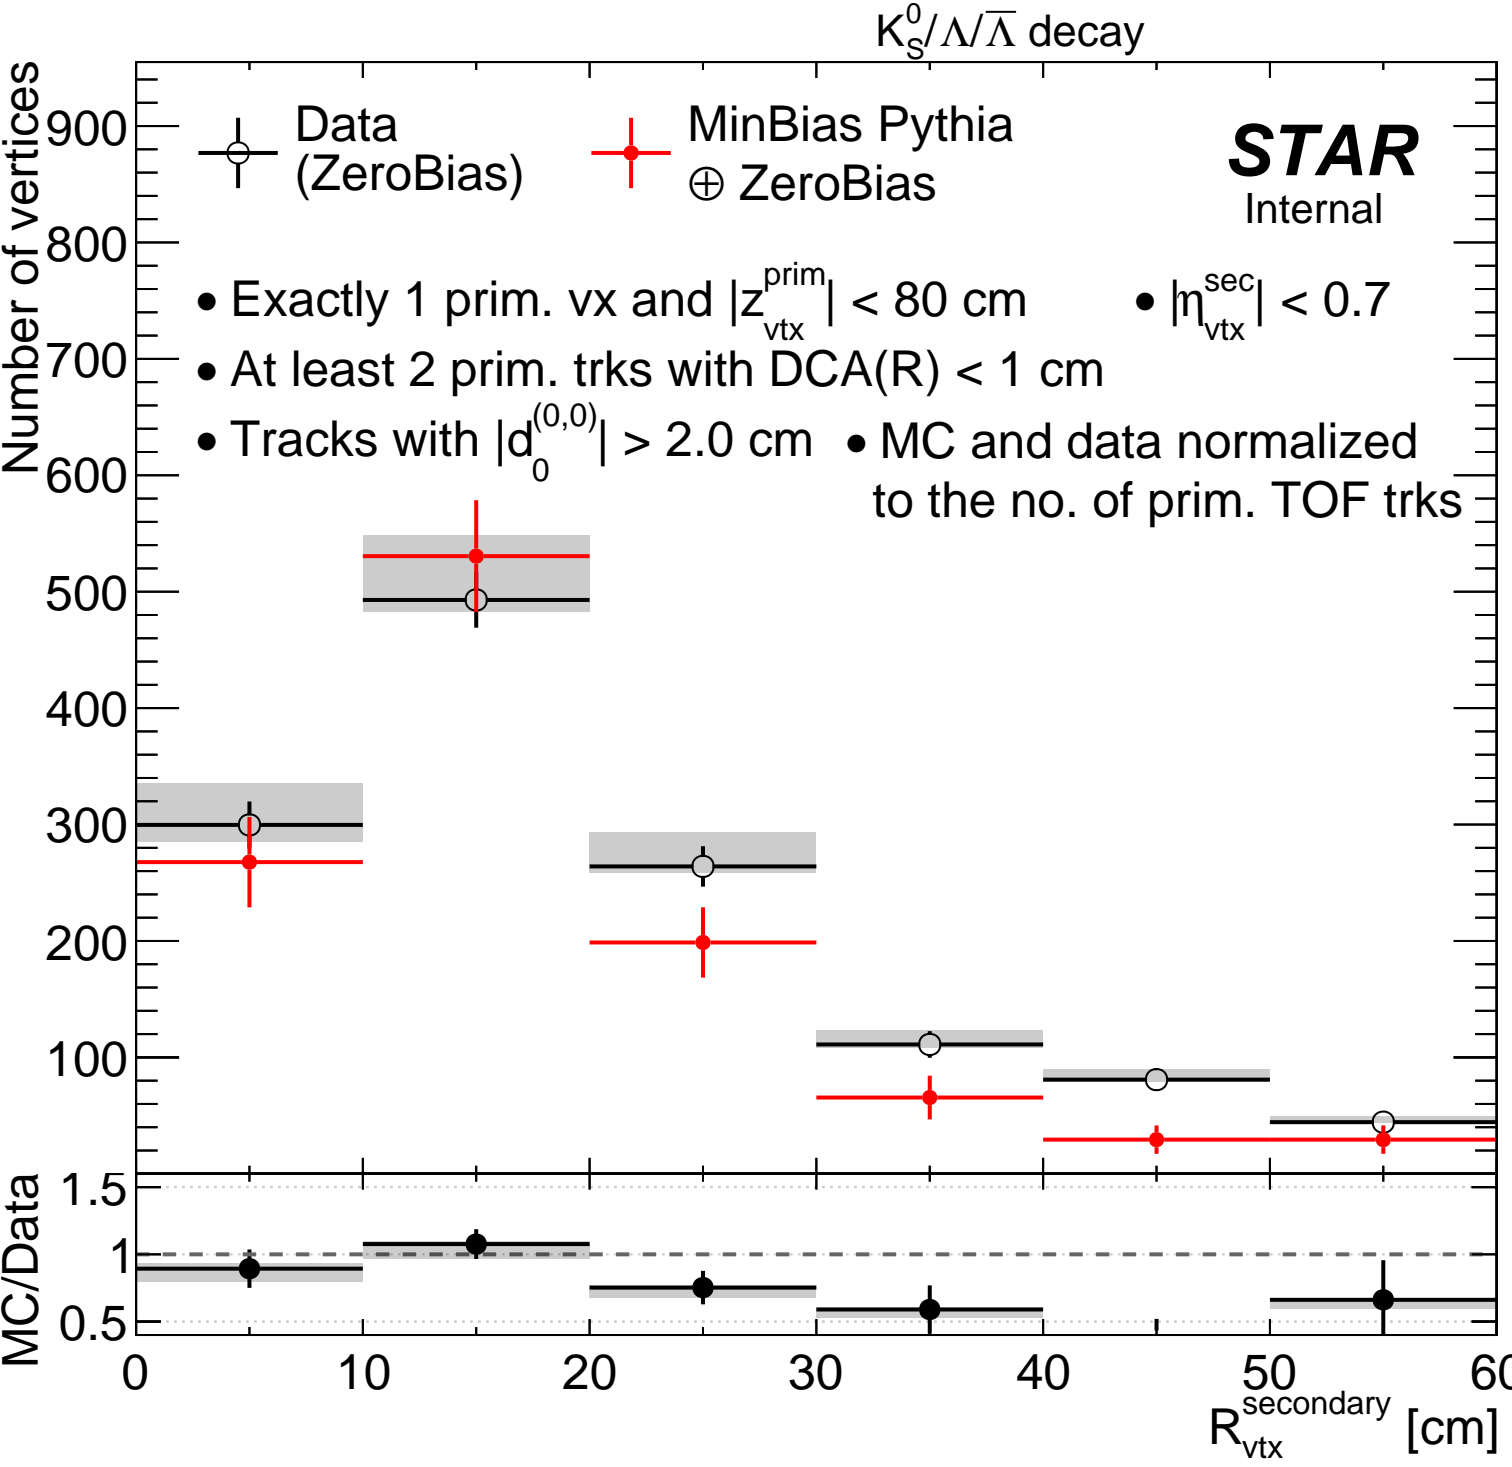 K_S^0/Λ/Λ̅ decay
Number of vertices
900
800
700
600
500
400
300
200
100
Data
(ZeroBias)
MinBias Pythia
⊕ ZeroBias
STAR
Internal
● Exactly 1 prim. vx and |z_vtx^prim| < 80 cm
● |η_vtx^sec| < 0.7
● At least 2 prim. trks with DCA(R) < 1 cm
● Tracks with |d_0^(0,0)| > 2.0 cm
● MC and data normalized
to the no. of prim. TOF trks
MC/Data
1.5
1
0.5
0 10 20 30 40 50 60
R_vtx^secondary [cm]